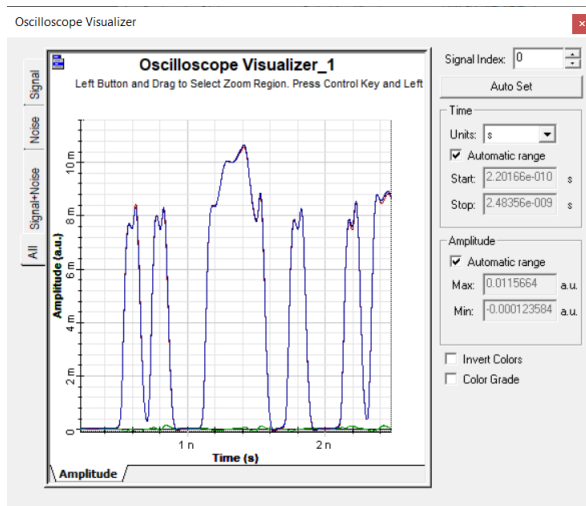 Oscilloscope Visualizer
Signal
Noise
Signal+Noise
All
Oscilloscope Visualizer_1
Left Button and Drag to Select Zoom Region. Press Control Key and Left
Amplitude (a.u.)
10 m
8 m
6 m
4 m
2 m
0
1 n
2 n
Time (s)
Amplitude
Signal Index: 0
Auto Set
Time
Units: s
Automatic range
Start: 2.20166e-010 s
Stop: 2.48356e-009 s
Amplitude
Automatic range
Max: 0.0115664 a.u.
Min: -0.000123584 a.u.
Invert Colors
Color Grade